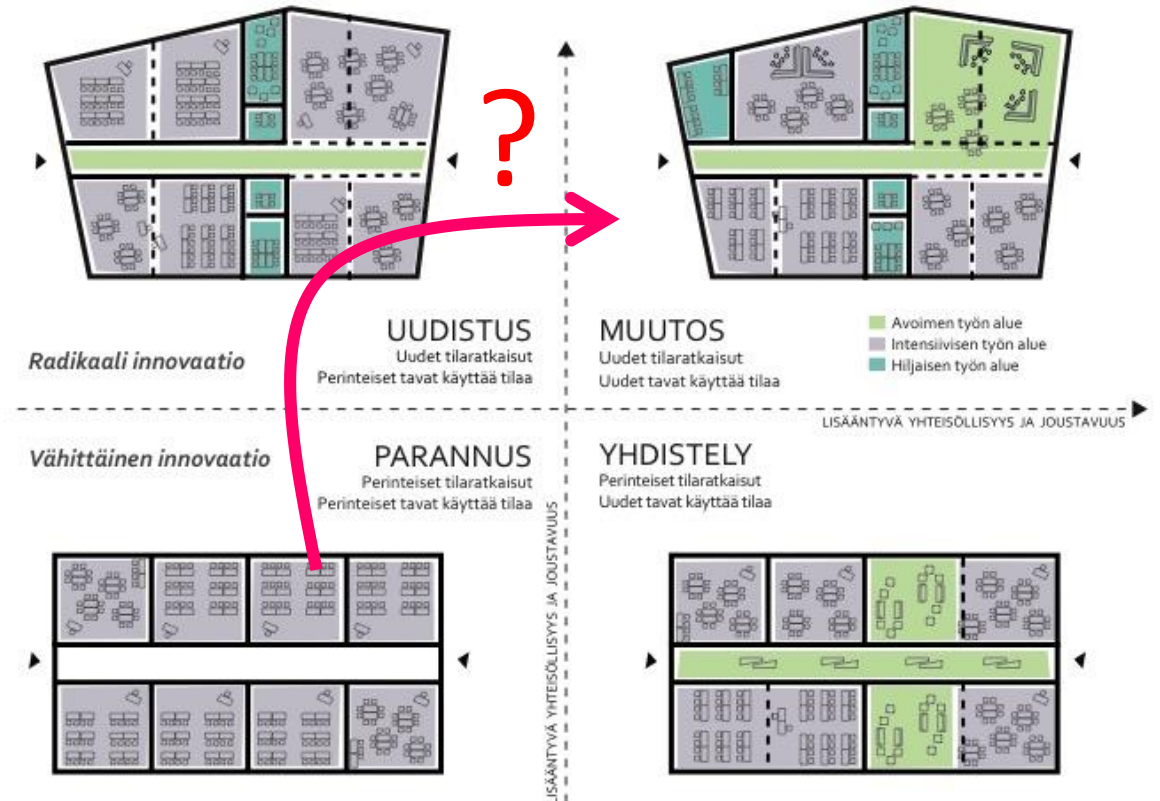 ?
UUDISTUS
Uudet tilaratkaisut
Perinteiset tavat käyttää tilaa
Radikaali innovaatio
MUUTOS
Uudet tilaratkaisut
Uudet tavat käyttää tilaa
Avoimen työn alue
Intensiivisen työn alue
Hiljaisen työn alue
LISÄÄNTYVÄ YHTEISÖLLISYYS JA JOUSTAVUUS
Vähittäinen innovaatio
PARANNUS
Perinteiset tilaratkaisut
Perinteiset tavat käyttää tilaa
YHDISTELY
Perinteiset tilaratkaisut
Uudet tavat käyttää tilaa
LISÄÄNTYVÄ YHTEISÖLLISYYS JA JOUSTAVUUS